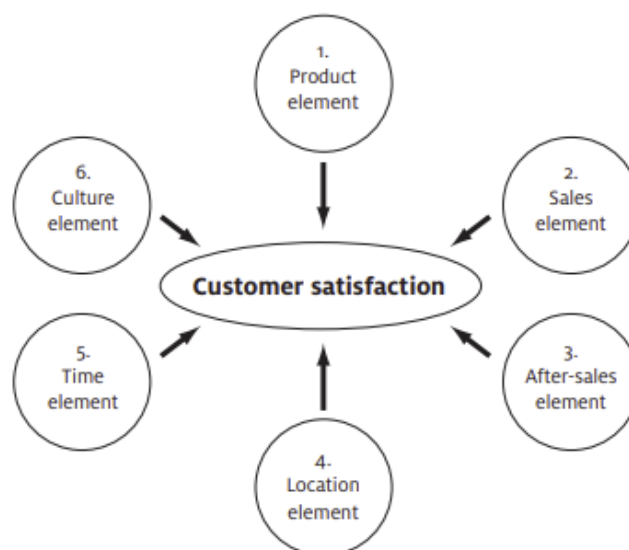 1.
Product
element
2.
Sales
element
3.
After-sales
element
4.
Location
element
5.
Time
element
6.
Culture
element
Customer satisfaction